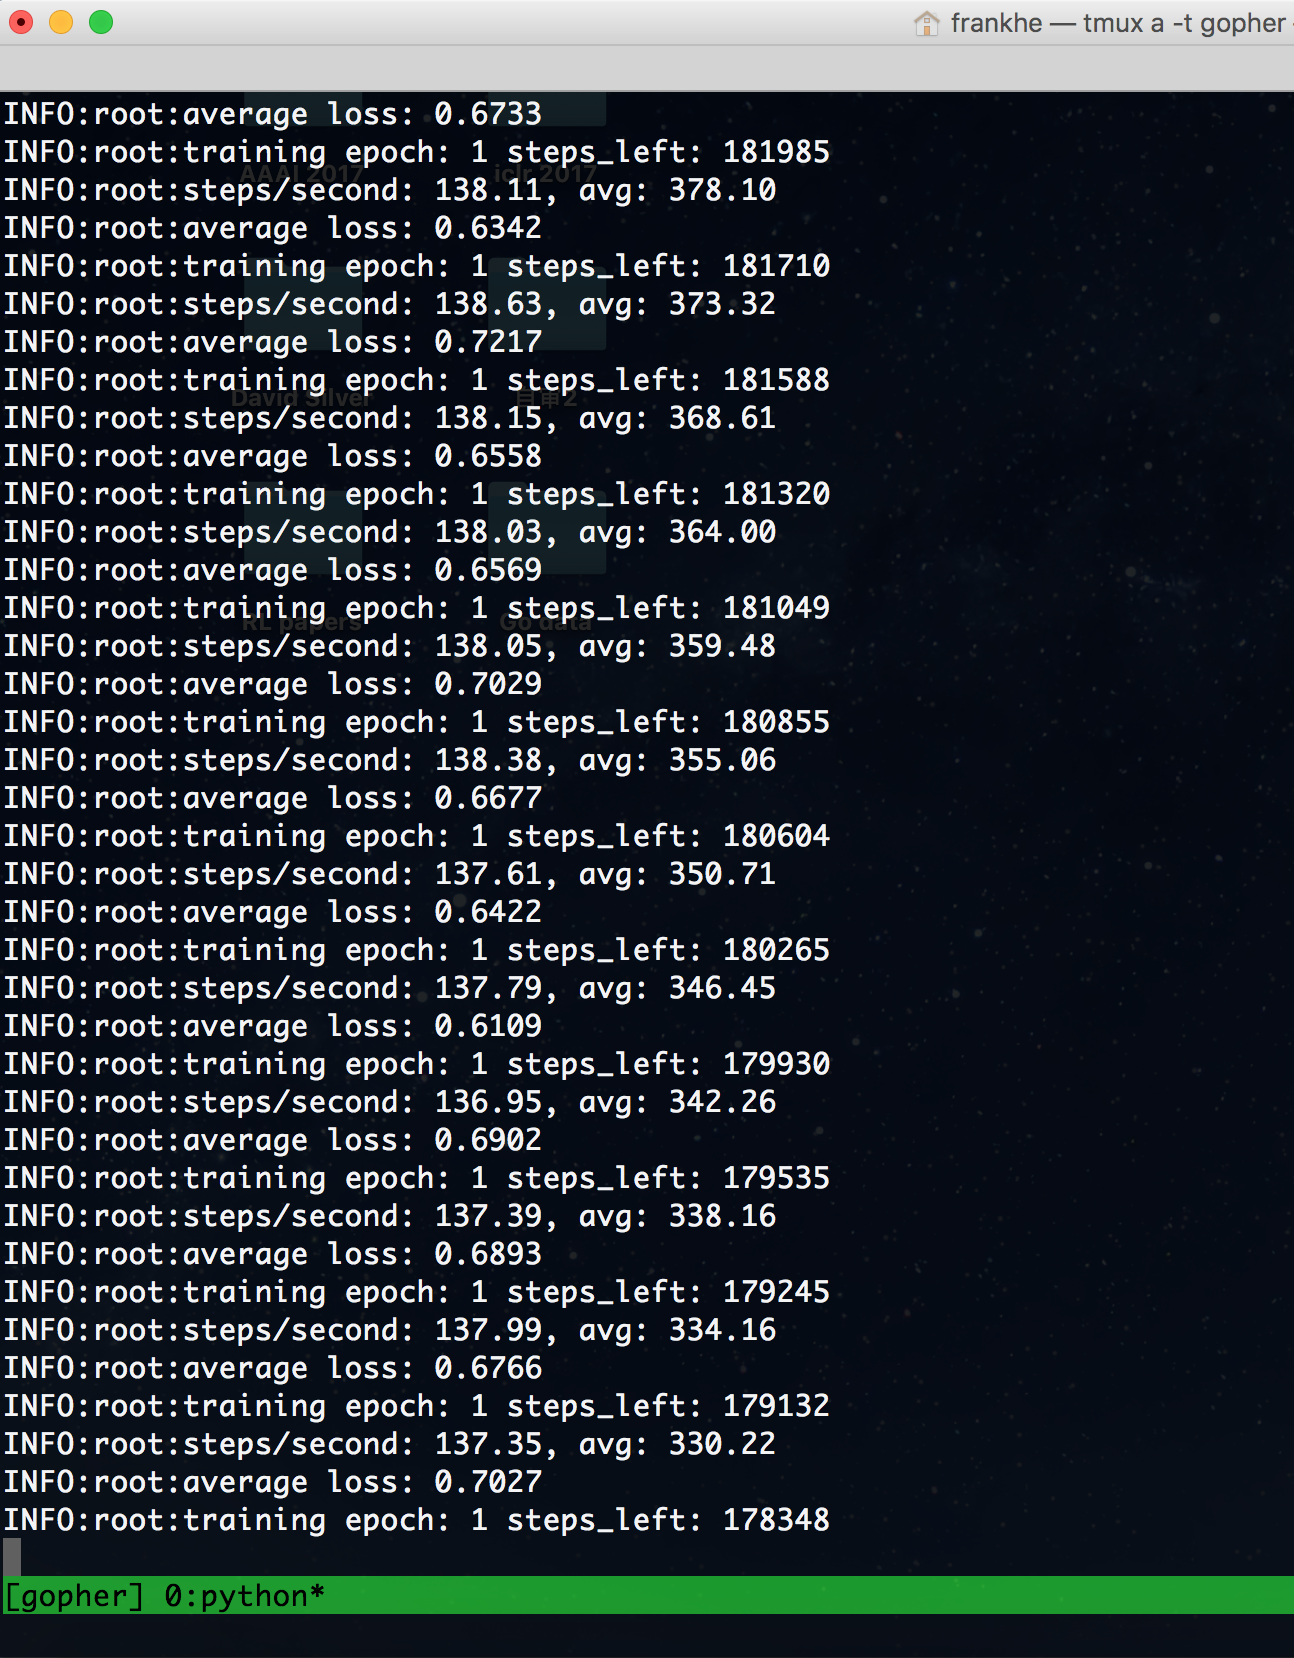 frankhe — tmux a -t gopher
INFO:root:average loss: 0.6733
INFO:root:training epoch: 1 steps_left: 181985
AAAI 2017 iclr 2017
INFO:root:steps/second: 138.11, avg: 378.10
INFO:root:average loss: 0.6342
INFO:root:training epoch: 1 steps_left: 181710
INFO:root:steps/second: 138.63, avg: 373.32
INFO:root:average loss: 0.7217
INFO:root:training epoch: 1 steps_left: 181588
David Silver 自审2
INFO:root:steps/second: 138.15, avg: 368.61
INFO:root:average loss: 0.6558
INFO:root:training epoch: 1 steps_left: 181320
INFO:root:steps/second: 138.03, avg: 364.00
INFO:root:average loss: 0.6569
INFO:root:training epoch: 1 steps_left: 181049
RL papers Go data
INFO:root:steps/second: 138.05, avg: 359.48
INFO:root:average loss: 0.7029
INFO:root:training epoch: 1 steps_left: 180855
INFO:root:steps/second: 138.38, avg: 355.06
INFO:root:average loss: 0.6677
INFO:root:training epoch: 1 steps_left: 180604
INFO:root:steps/second: 137.61, avg: 350.71
INFO:root:average loss: 0.6422
INFO:root:training epoch: 1 steps_left: 180265
INFO:root:steps/second: 137.79, avg: 346.45
INFO:root:average loss: 0.6109
INFO:root:training epoch: 1 steps_left: 179930
INFO:root:steps/second: 136.95, avg: 342.26
INFO:root:average loss: 0.6902
INFO:root:training epoch: 1 steps_left: 179535
INFO:root:steps/second: 137.39, avg: 338.16
INFO:root:average loss: 0.6893
INFO:root:training epoch: 1 steps_left: 179245
INFO:root:steps/second: 137.99, avg: 334.16
INFO:root:average loss: 0.6766
INFO:root:training epoch: 1 steps_left: 179132
INFO:root:steps/second: 137.35, avg: 330.22
INFO:root:average loss: 0.7027
INFO:root:training epoch: 1 steps_left: 178348
[gopher] 0:python*